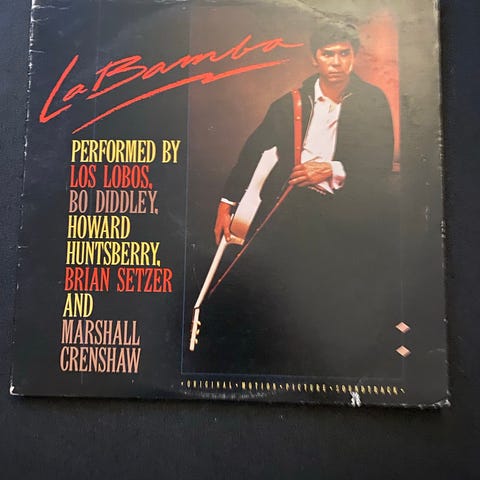 La Bamba
PERFORMED BY
LOS LOBOS,
BO DIDDLEY,
HOWARD
HUNTSBERRY,
BRIAN SETZER
AND
MARSHALL
CRENSHAW
·ORIGINAL·MOTION·PICTURE·SOUNDTRACK·